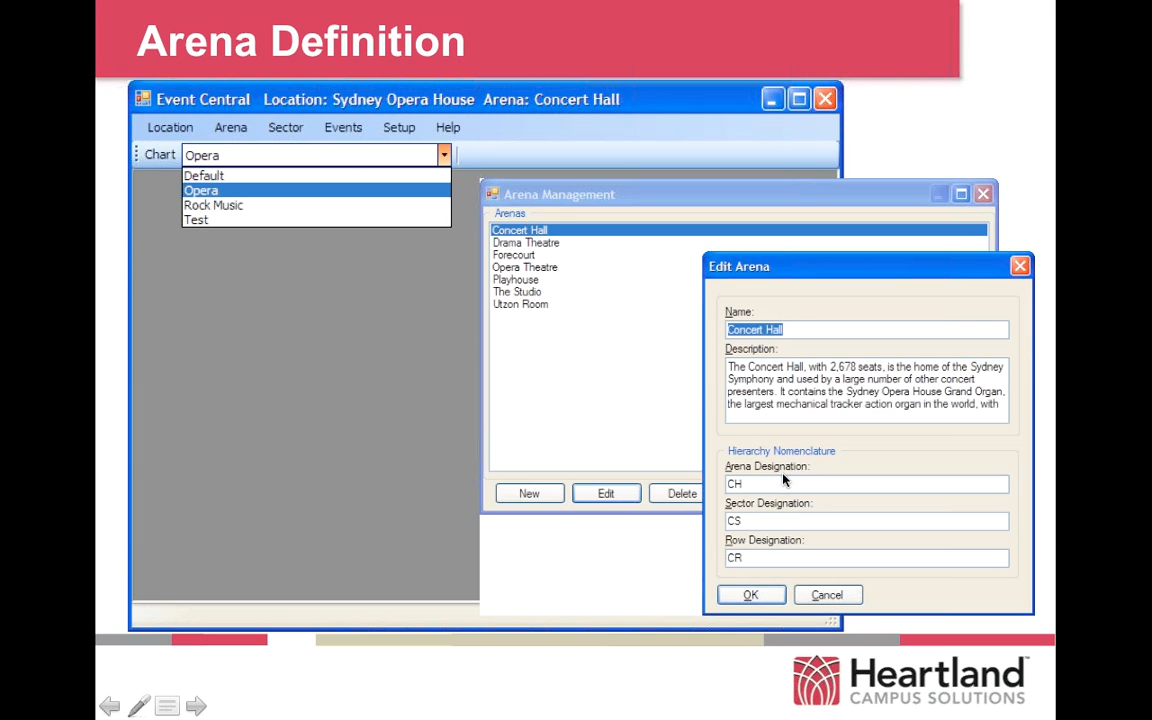 Arena Definition
Event Central Location: Sydney Opera House Arena: Concert Hall
Location Arena Sector Events Setup Help
Chart Opera
Default
Opera
Rock Music
Test
Arena Management
Arenas
Concert Hall
Drama Theatre
Forecourt
Opera Theatre
Playhouse
The Studio
Utzon Room
New Edit Delete
Edit Arena
Name:
Concert Hall
Description:
The Concert Hall, with 2,678 seats, is the home of the Sydney
Symphony and used by a large number of other concert
presenters. It contains the Sydney Opera House Grand Organ,
the largest mechanical tracker action organ in the world, with
Hierarchy Nomenclature
Arena Designation:
CH
Sector Designation:
CS
Row Designation:
CR
OK Cancel
Heartland™
CAMPUS SOLUTIONS